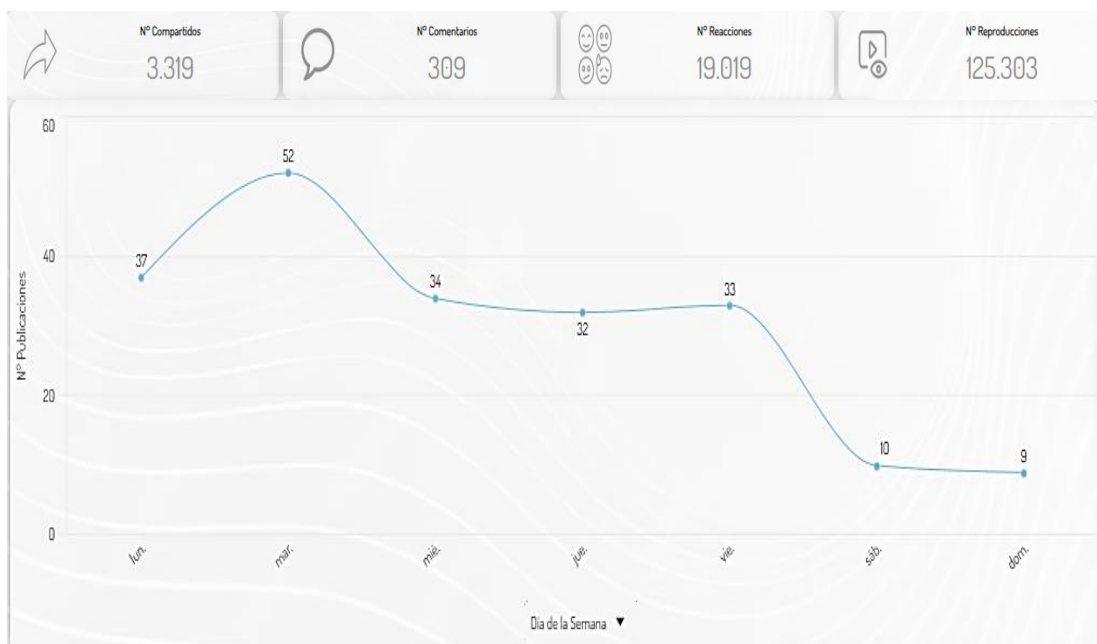 Nº Compartidos
3.319
Nº Comentarios
309
Nº Reacciones
19.019
Nº Reproducciones
125.303
Nº Publicaciones
60
40
20
0
37
52
34
32
33
10
9
lun.
mar.
mié.
jue.
vie.
sáb.
dom.
Día de la Semana ▼